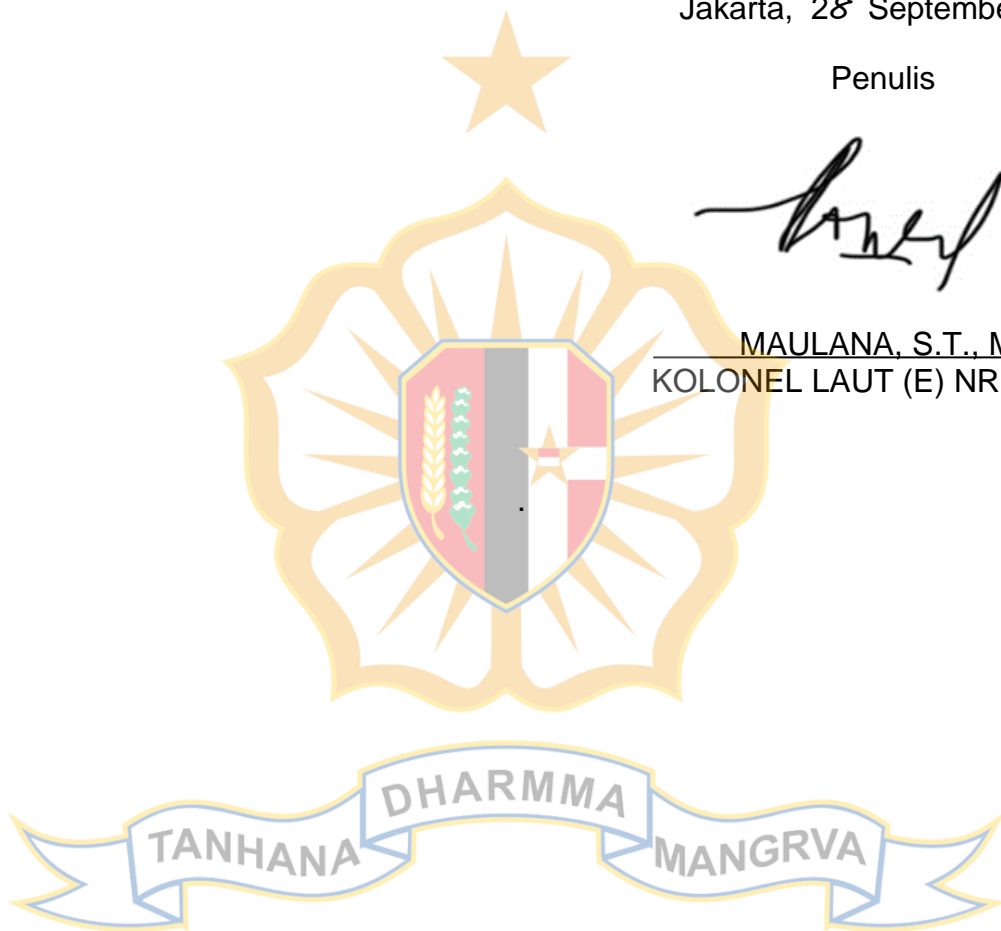 Jakarta, 28 Septembe
Penulis
MAULANA, S.T., M
KOLONEL LAUT (E) NR
.
TANHANA DHARMMA MANGRVA